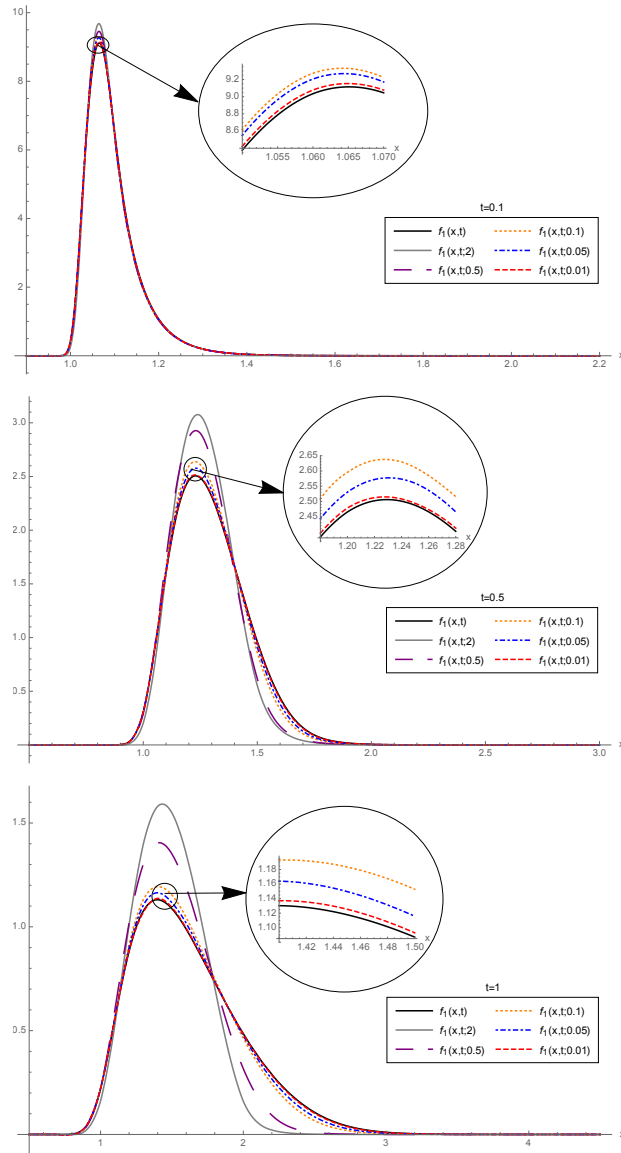 10
8
6
4
2
1.0 1.2 1.4 1.6 1.8 2.0 2.2
x
9.2
9.0
8.8
8.6
1.055 1.060 1.065 1.070
x
t=0.1
f1(x,t) f1(x,t;0.1)
f1(x,t;2) f1(x,t;0.05)
f1(x,t;0.5) f1(x,t;0.01)
3.0
2.5
2.0
1.5
1.0
0.5
1.0 1.5 2.0 2.5 3.0
x
2.65
2.60
2.55
2.50
2.45
1.20 1.22 1.24 1.26 1.28
x
t=0.5
f1(x,t) f1(x,t;0.1)
f1(x,t;2) f1(x,t;0.05)
f1(x,t;0.5) f1(x,t;0.01)
1.5
1.0
0.5
1 2 3 4
x
1.18
1.16
1.14
1.12
1.10
1.42 1.44 1.46 1.48 1.50
x
t=1
f1(x,t) f1(x,t;0.1)
f1(x,t;2) f1(x,t;0.05)
f1(x,t;0.5) f1(x,t;0.01)